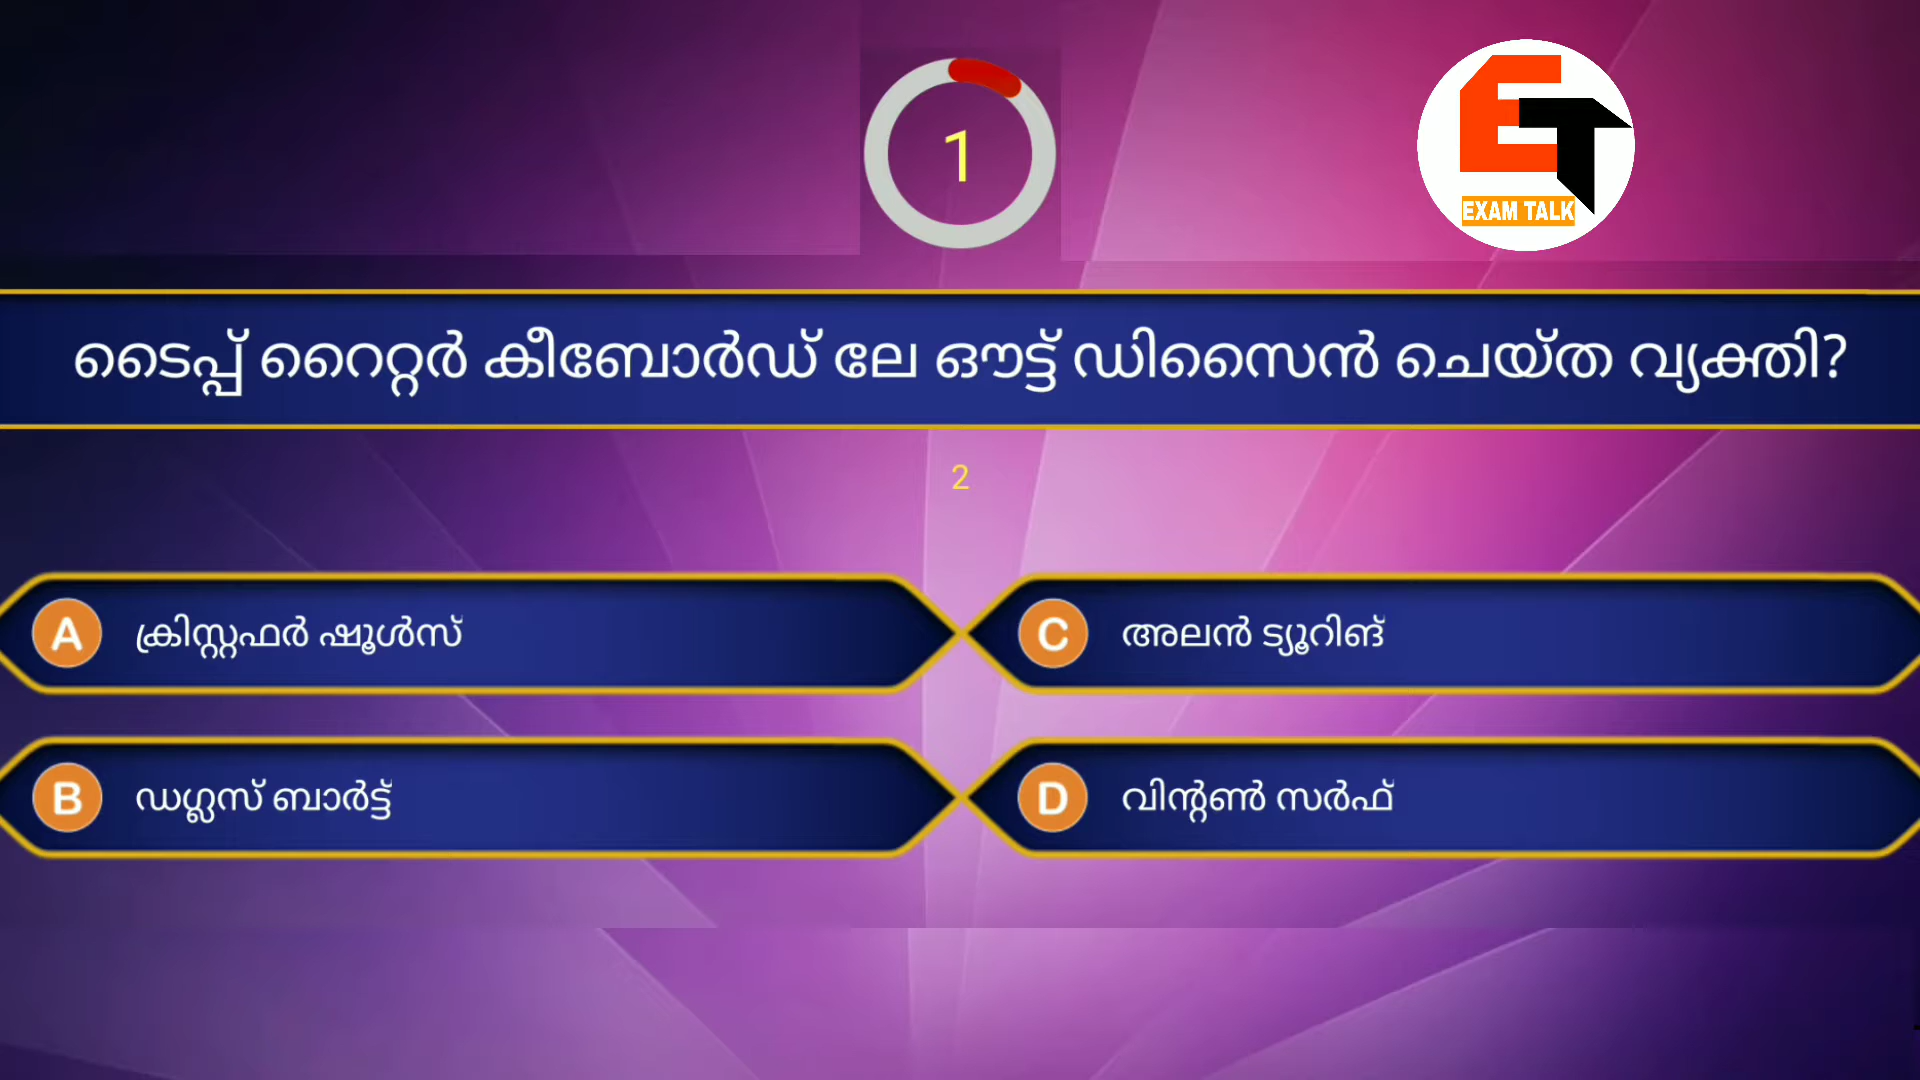 1
EXAM TALK
ടൈപ്പ് റൈറ്റർ കീബോർഡ് ലേ ഔട്ട് ഡിസൈൻ ചെയ്ത വ്യക്തി?
2
A ക്രിസ്റ്റഫർ ഷൂൾസ്
C അലൻ ട്യൂറിങ്
B ഡഗ്ലസ് ബാർട്ട്
D വിന്റൺ സർഫ്